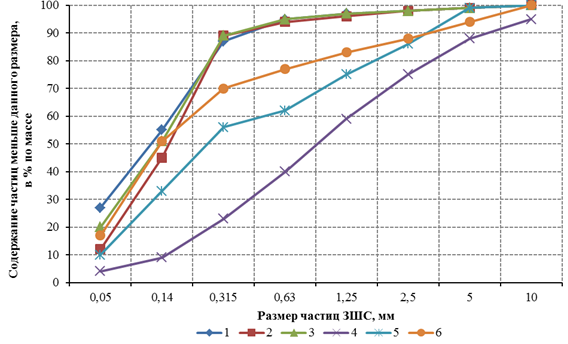 Содержание частиц меньше данного размера,
в % по массе
100
90
80
70
60
50
40
30
20
10
0
0,05 0,14 0,315 0,63 1,25 2,5 5 10
Размер частиц ЗШС, мм
1 2 3 4 5 6